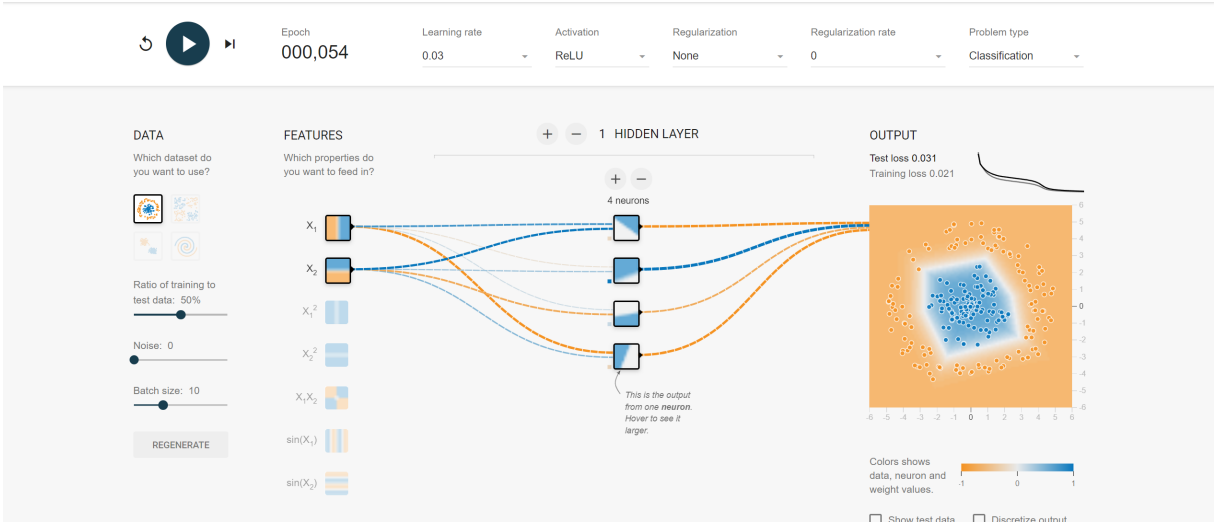 Epoch
000,054
Learning rate
0.03
Activation
ReLU
Regularization
None
Regularization rate
0
Problem type
Classification
DATA
Which dataset do
you want to use?
Ratio of training to
test data: 50%
Noise: 0
Batch size: 10
REGENERATE
FEATURES
Which properties do
you want to feed in?
X₁
X₂
X₁²
X₂²
X₁X₂
sin(X₁)
sin(X₂)
+ − 1 HIDDEN LAYER
+ −
4 neurons
This is the output
from one neuron.
Hover to see it
larger.
OUTPUT
Test loss 0.031
Training loss 0.021
6
5
4
3
2
1
0
-1
-2
-3
-4
-5
-6
-6 -5 -4 -3 -2 -1 0 1 2 3 4 5 6
Colors shows
data, neuron and
weight values.
-1 0 1
Show test data
Discretize output